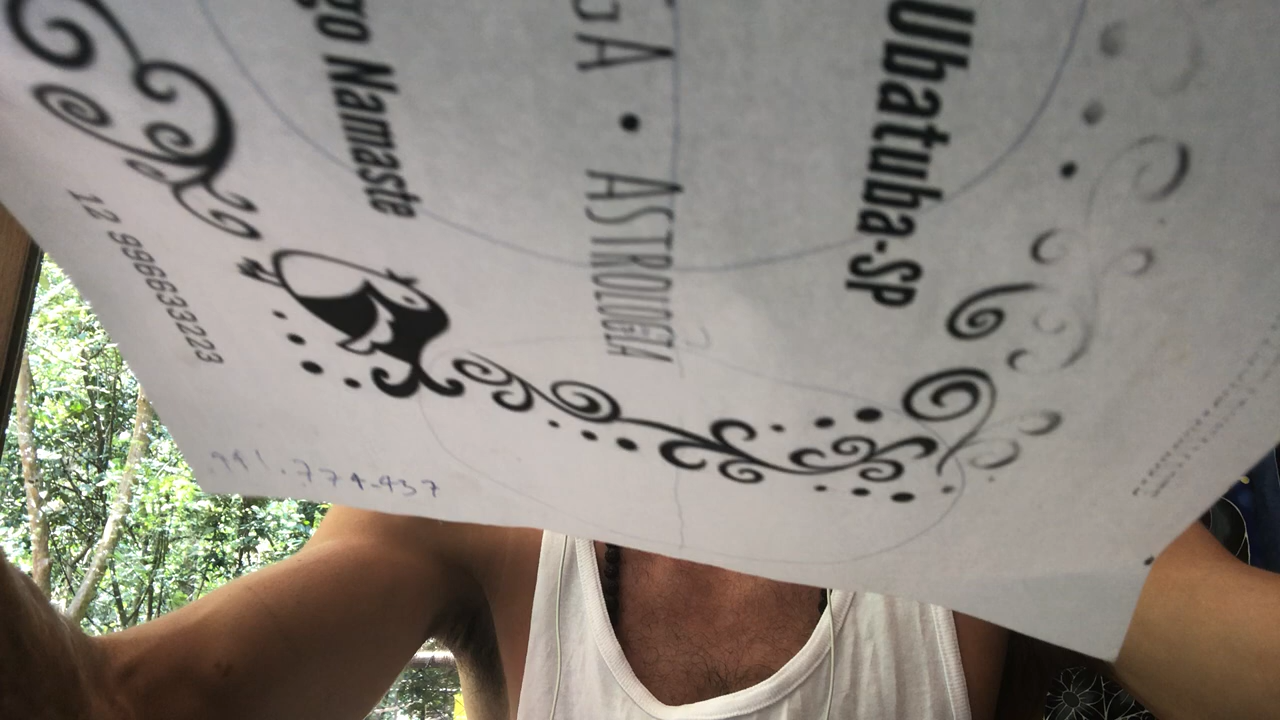 Ubatuba-SP
GA • ASTROLOGIA
go Namaste
12 996633223
991.774.437